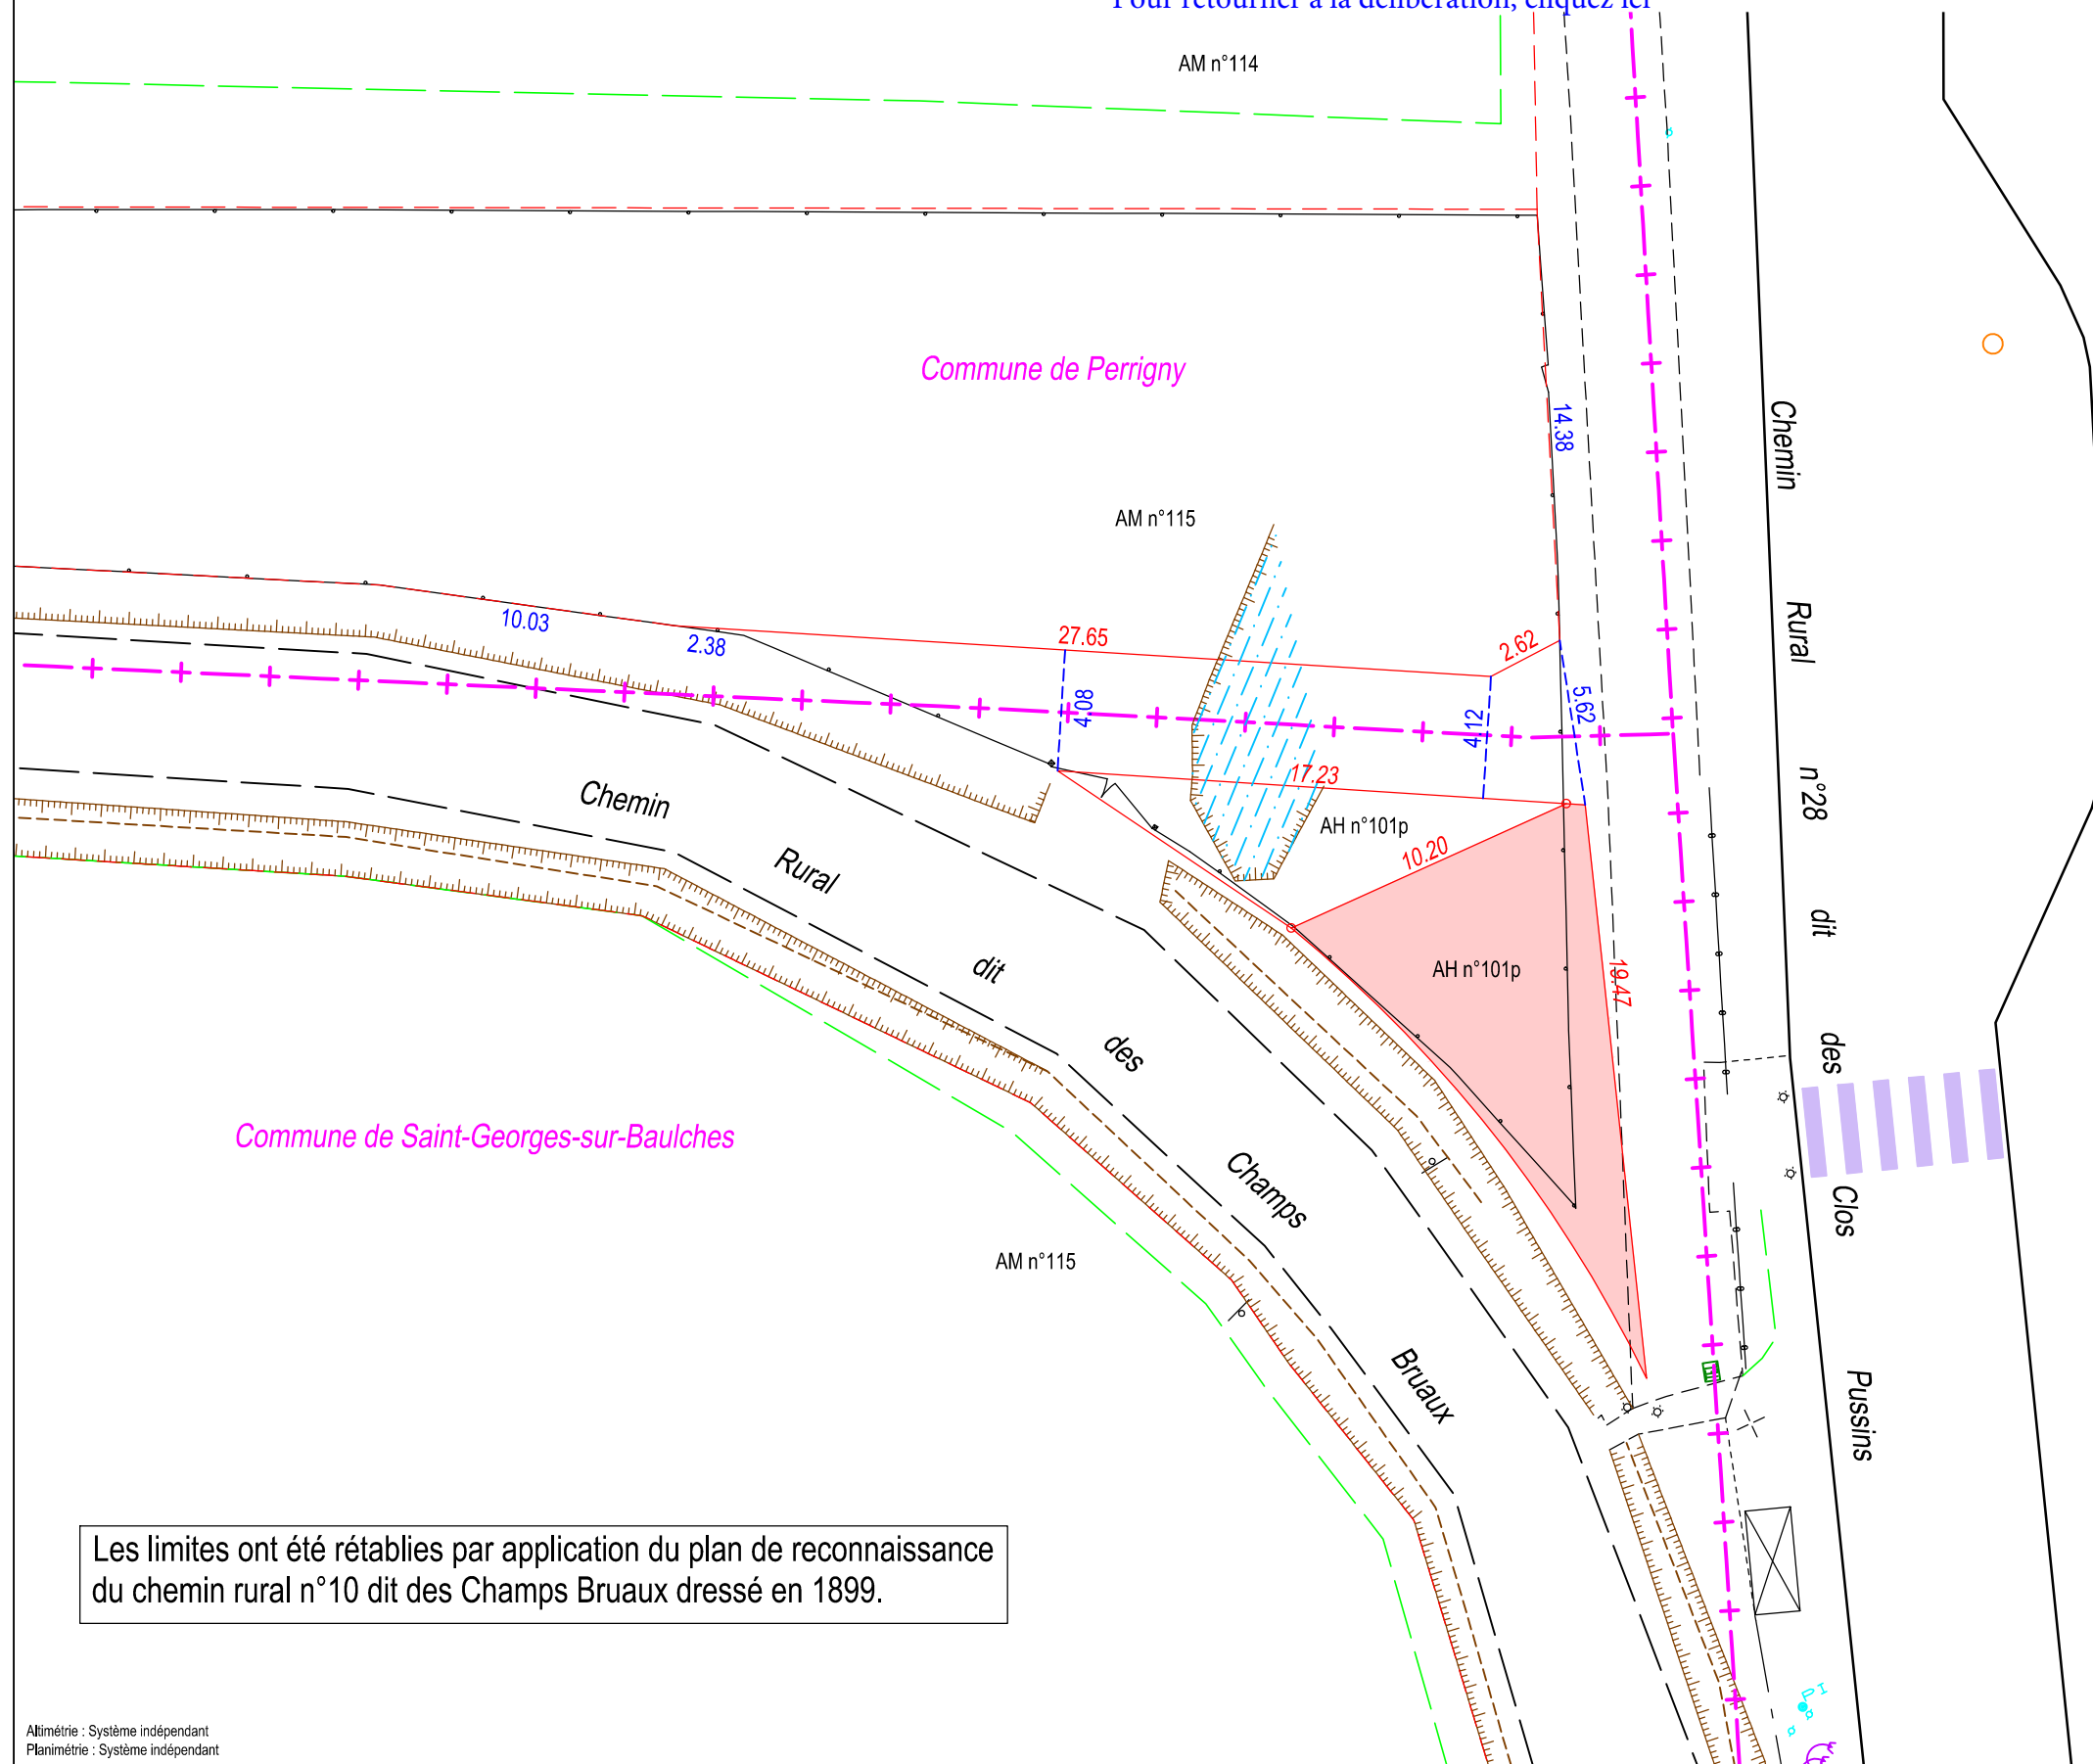 Pour retourner à la délibération, cliquez ici
AM n°114
Commune de Perrigny
14.38
AM n°115
10.03
2.38
27.65
2.62
4.08
4.12
5.62
17.23
AH n°101p
10.20
AH n°101p
19.47
Chemin Rural dit des Champs Bruaux
Chemin Rural n°28 dit des Clos Pussins
Commune de Saint-Georges-sur-Baulches
AM n°115
Les limites ont été rétablies par application du plan de reconnaissance
du chemin rural n°10 dit des Champs Bruaux dressé en 1899.
Altimétrie : Système indépendant
Planimétrie : Système indépendant